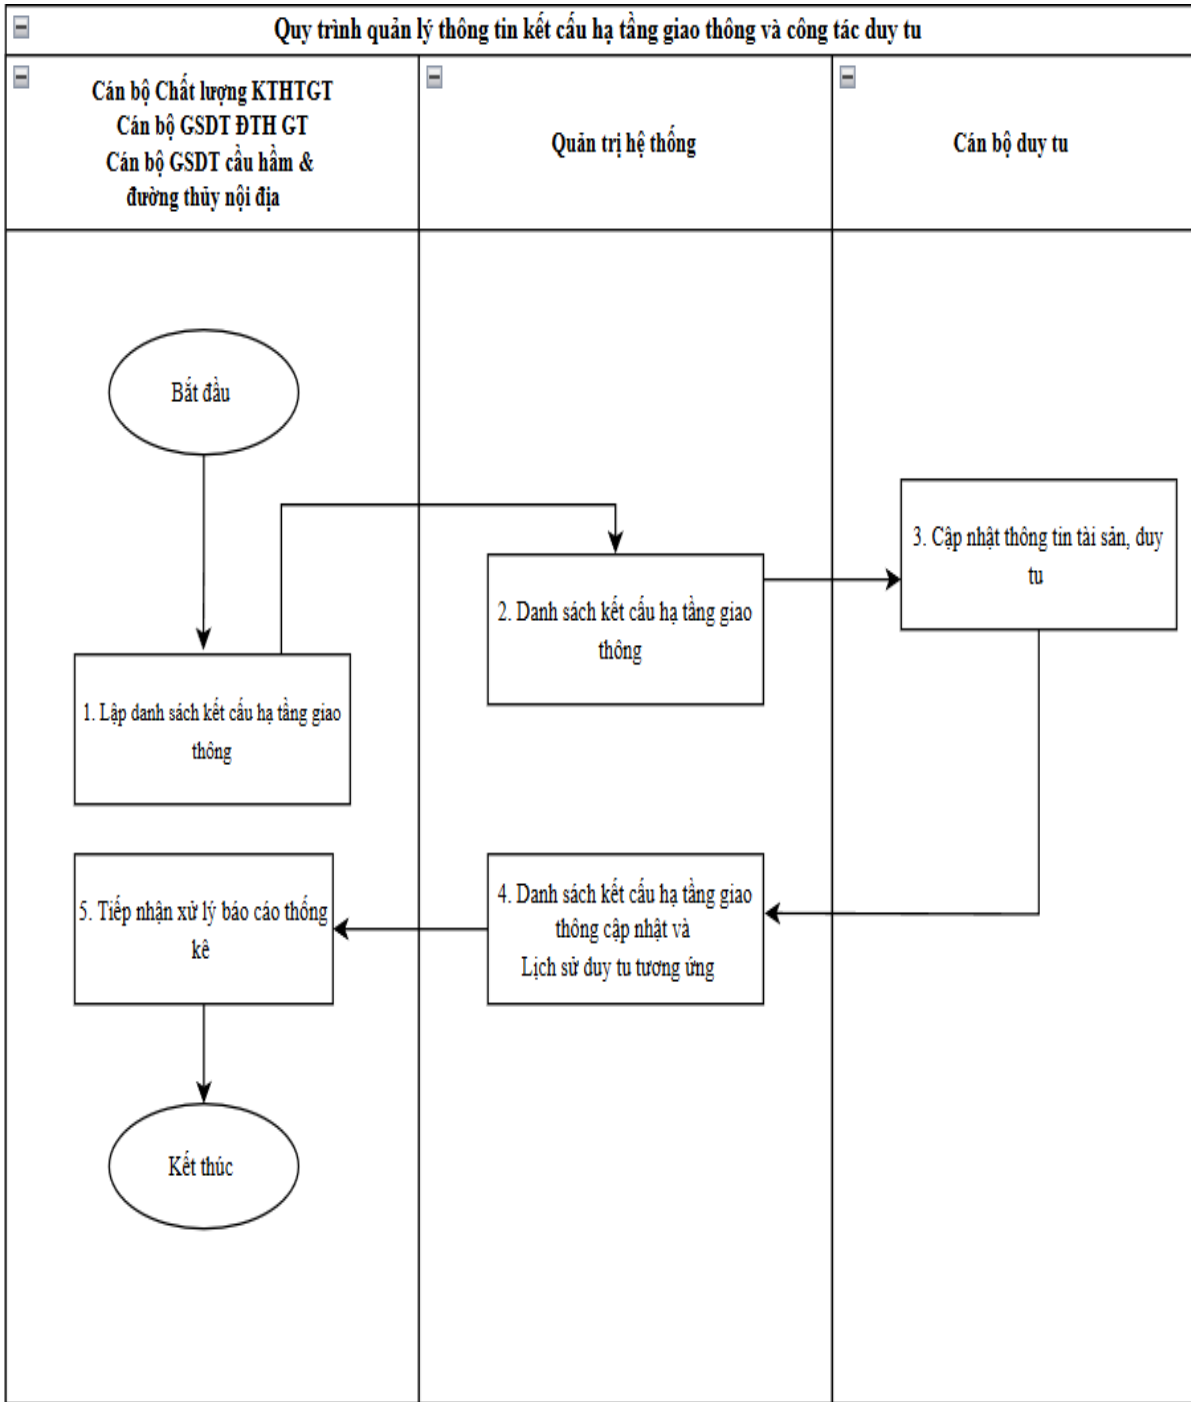 Quy trình quản lý thông tin kết cấu hạ tầng giao thông và công tác duy tu
Cán bộ Chất lượng KTHTGT
Cán bộ GSDT ĐTH GT
Cán bộ GSDT cầu hầm &
đường thủy nội địa
Quản trị hệ thống
Cán bộ duy tu
Bắt đầu
1. Lập danh sách kết cấu hạ tầng giao
thông
2. Danh sách kết cấu hạ tầng giao
thông
3. Cập nhật thông tin tài sản, duy
tu
4. Danh sách kết cấu hạ tầng giao
thông cập nhật và
Lịch sử duy tu tương ứng
5. Tiếp nhận xử lý báo cáo thống
kê
Kết thúc